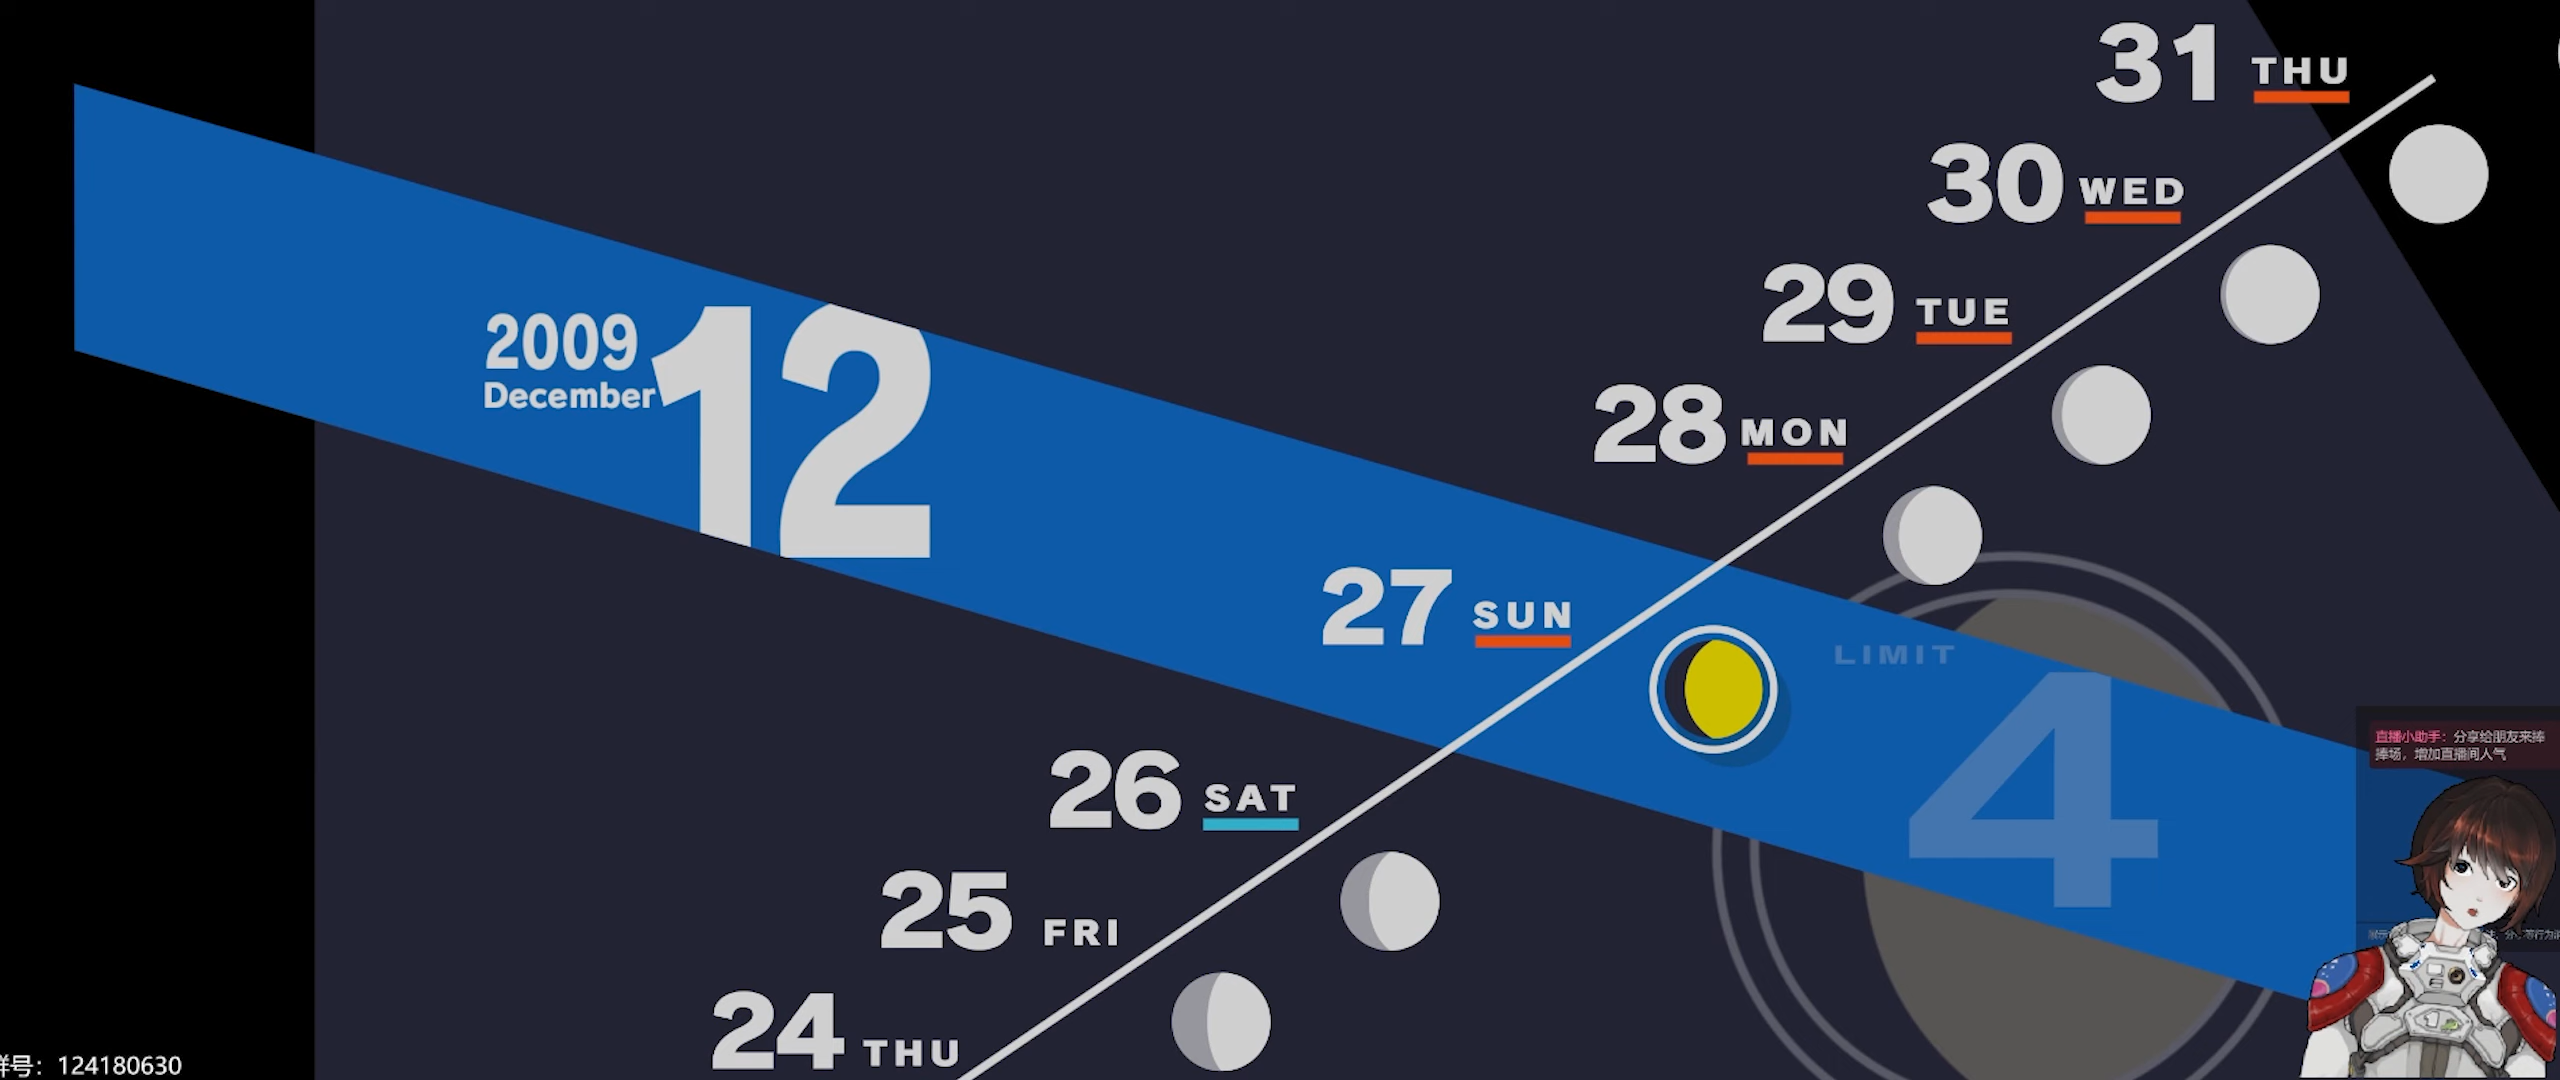 31 THU
30 WED
29 TUE
28 MON
2009
December
12
27 SUN
LIMIT
4
26 SAT
25 FRI
24 THU
直播小助手：分享给朋友来捧
捧场，增加直播间人气
群号：124180630